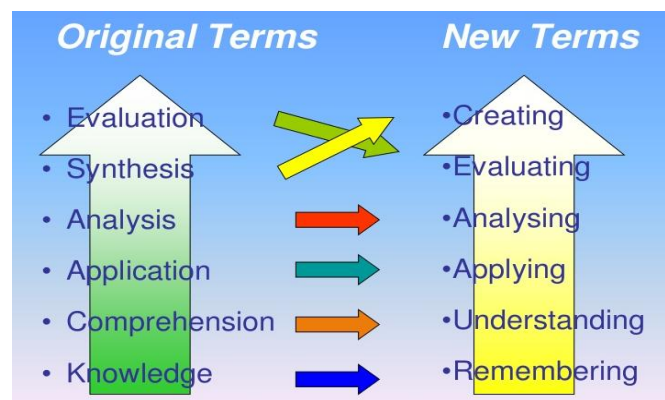 Original Terms
New Terms
• Evaluation
• Synthesis
• Analysis
• Application
• Comprehension
• Knowledge
•Creating
•Evaluating
•Analysing
•Applying
•Understanding
•Remembering